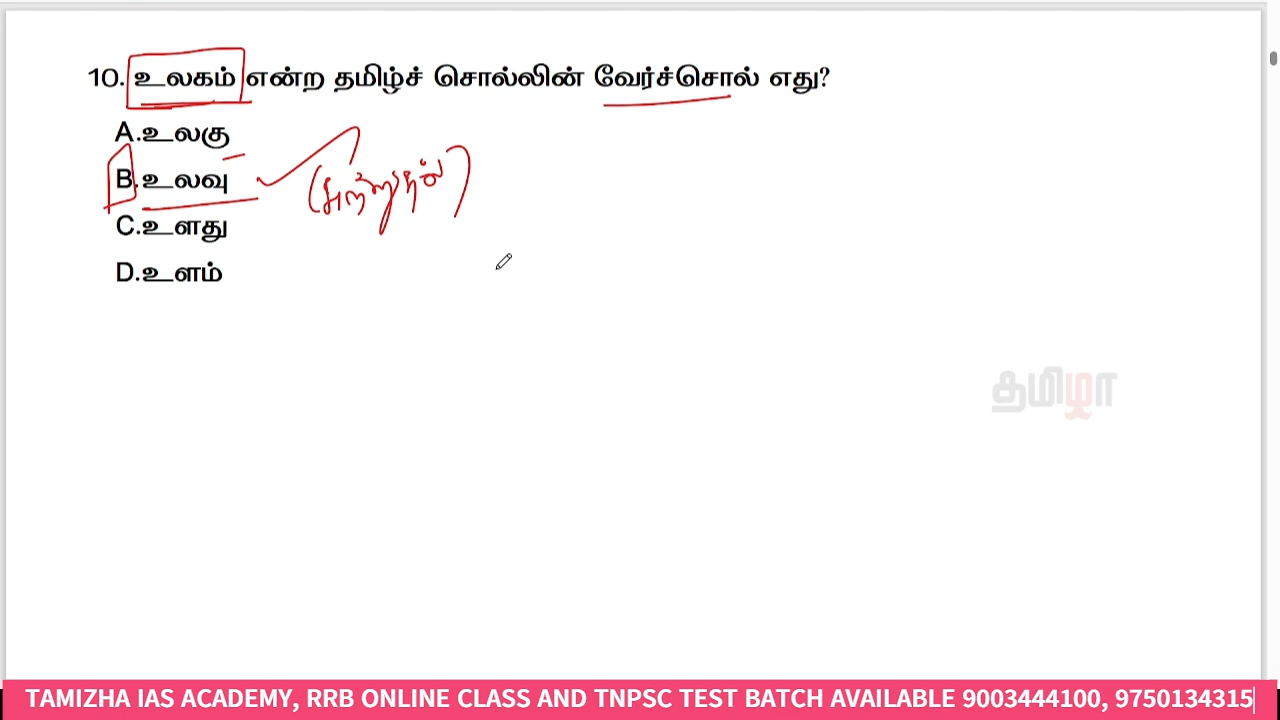 10. உலகம் என்ற தமிழ்ச் சொல்லின் வேர்ச்சொல் எது?
A.உலகு
B.உலவு
(சுற்றுதல்)
C.உளது
D.உளம்
தமிழா
TAMIZHA IAS ACADEMY, RRB ONLINE CLASS AND TNPSC TEST BATCH AVAILABLE 9003444100, 9750134315